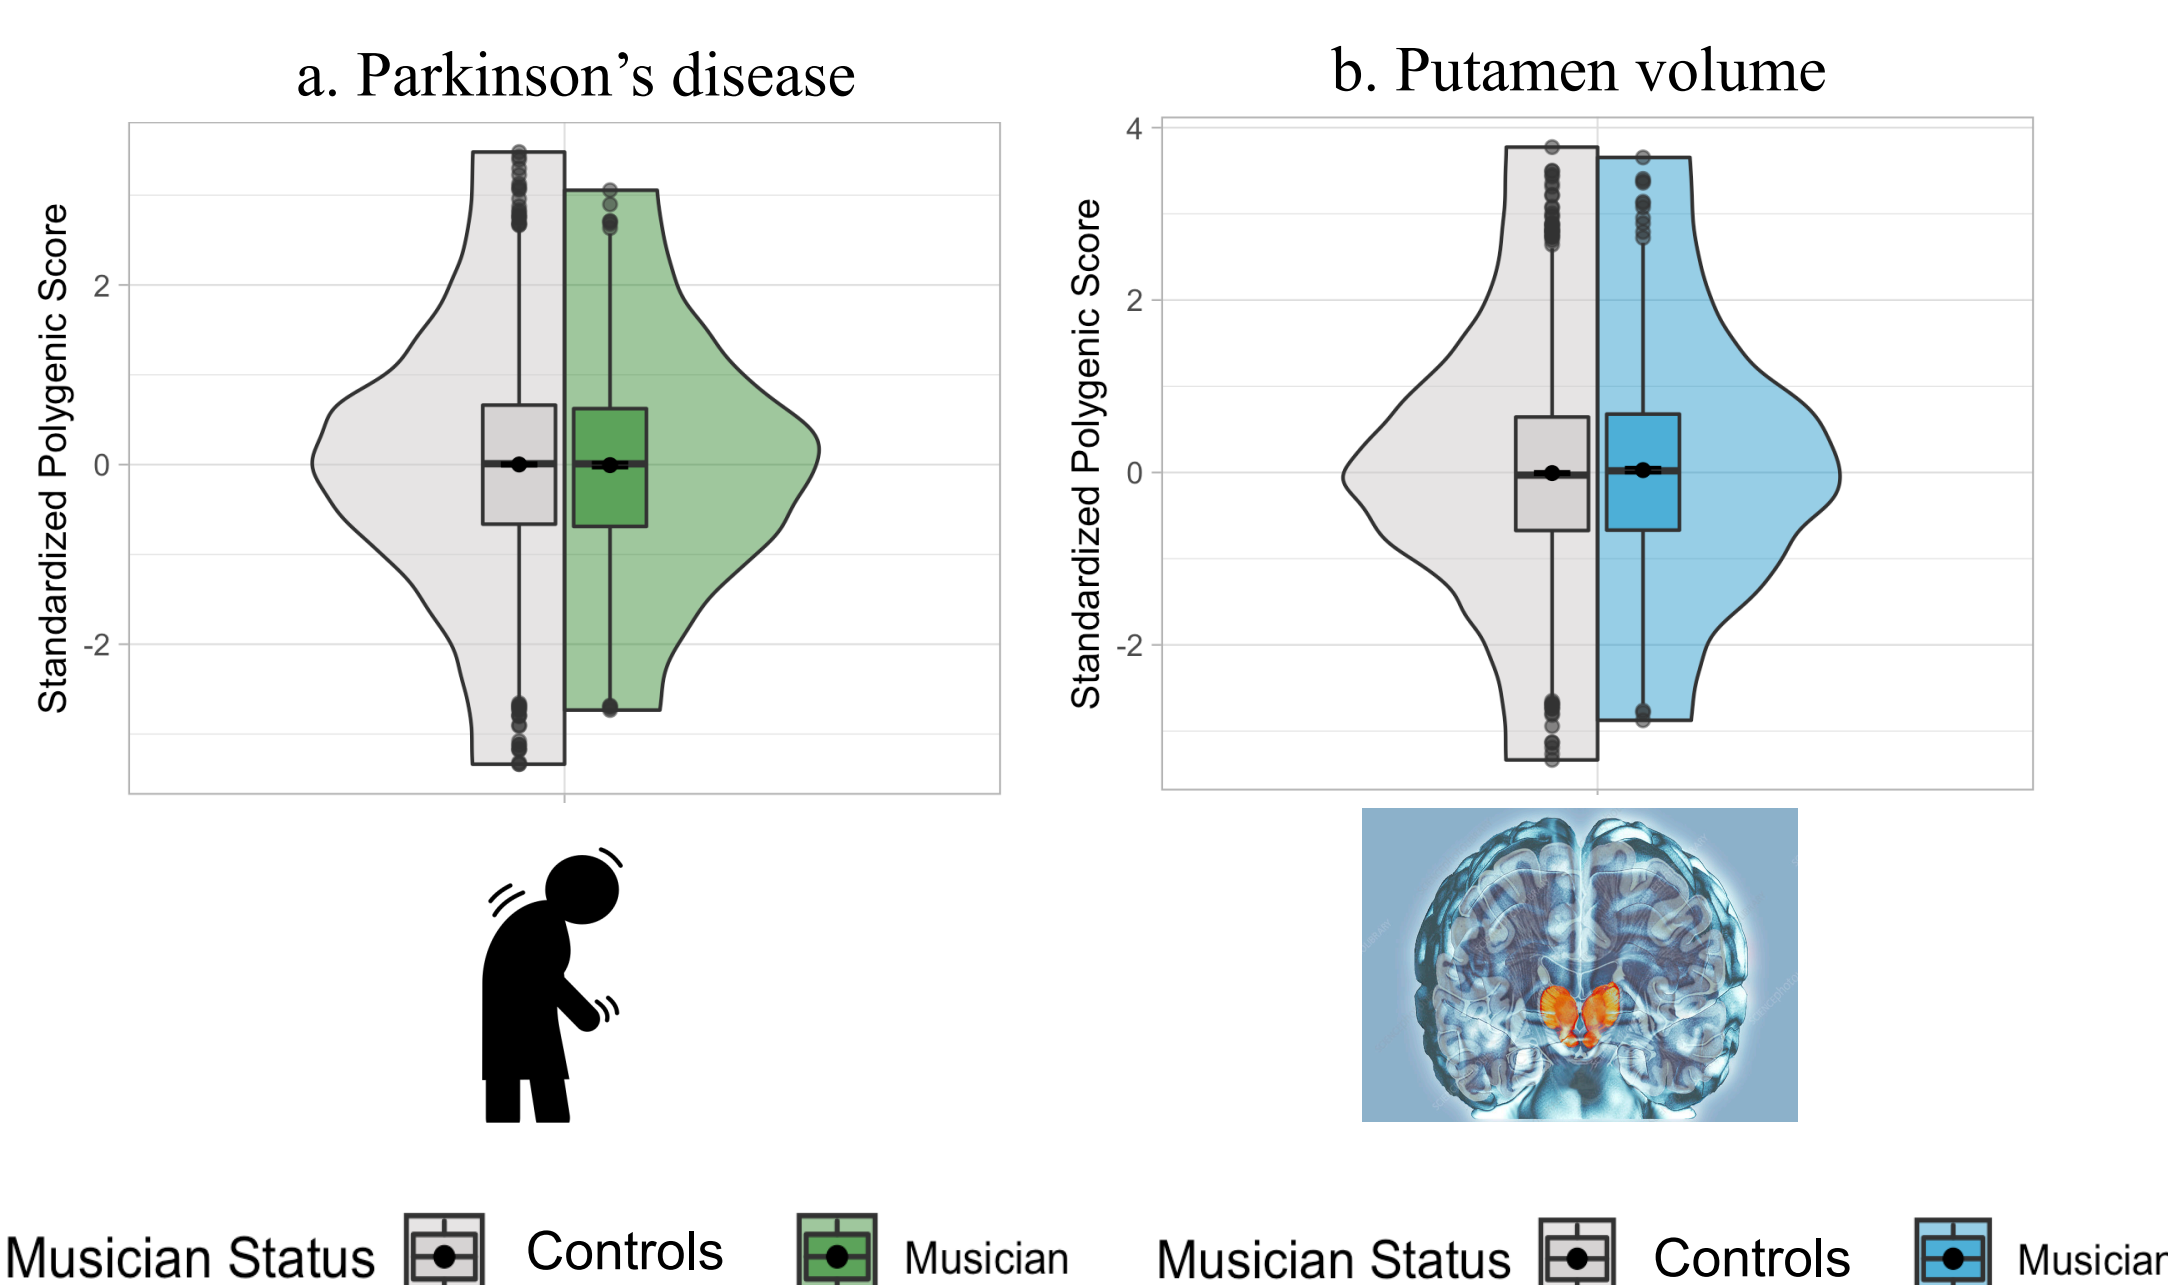 a. Parkinson’s disease
Standardized Polygenic Score
2
0
-2
b. Putamen volume
Standardized Polygenic Score
4
2
0
-2
Musician Status Controls Musician
Musician Status Controls Musician